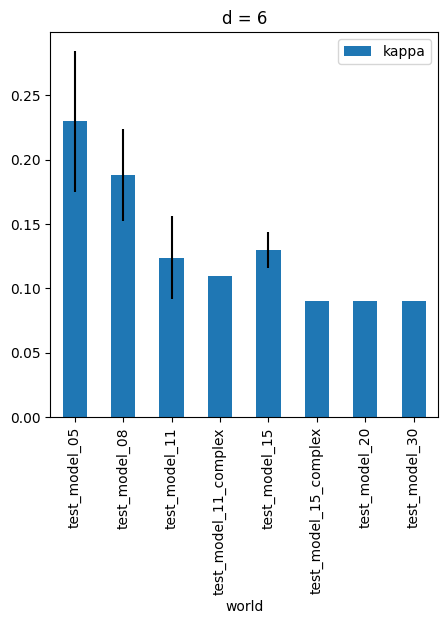 d = 6
kappa
0.25
0.20
0.15
0.10
0.05
0.00
test_model_05
test_model_08
test_model_11
test_model_11_complex
test_model_15
test_model_15_complex
test_model_20
test_model_30
world